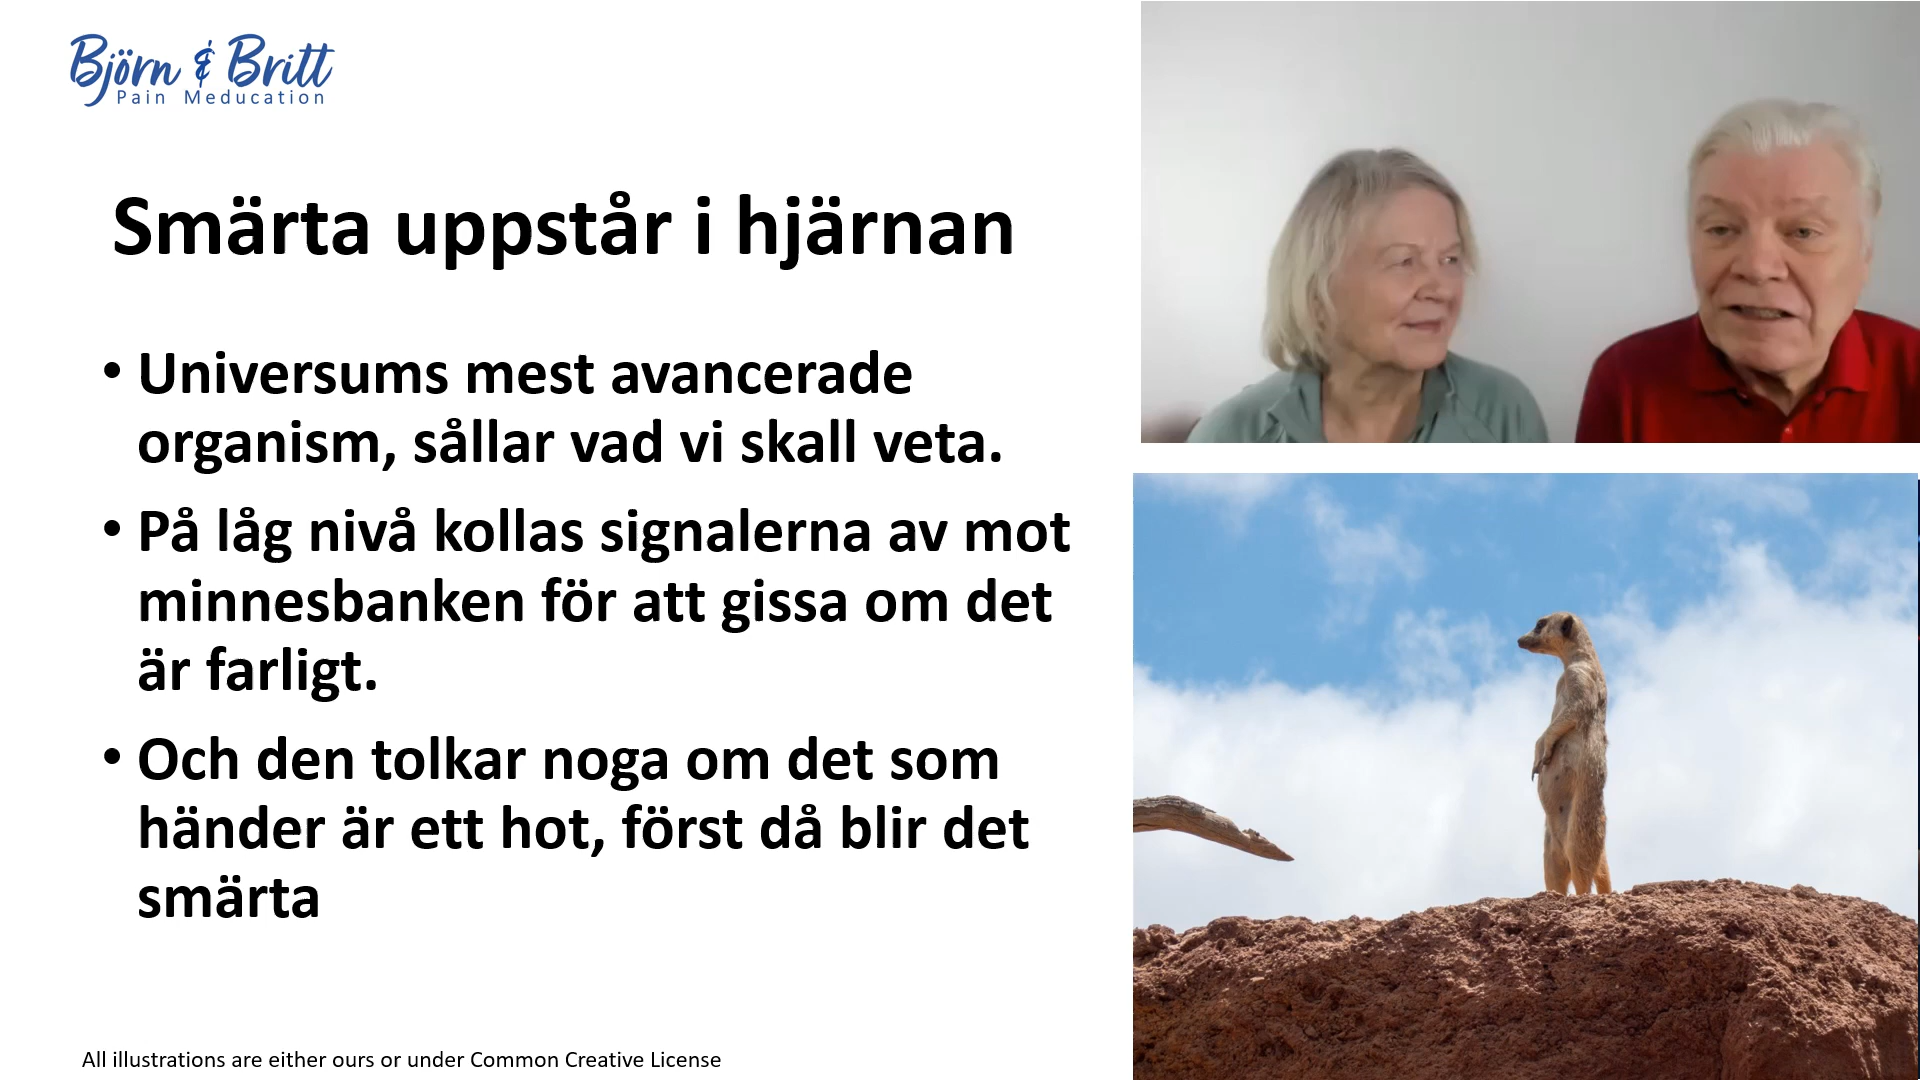 Björn & Britt
Pain Meducation
Smärta uppstår i hjärnan
• Universums mest avancerade
organism, sållar vad vi skall veta.
• På låg nivå kollas signalerna av mot
minnesbanken för att gissa om det
är farligt.
• Och den tolkar noga om det som
händer är ett hot, först då blir det
smärta
All illustrations are either ours or under Common Creative License